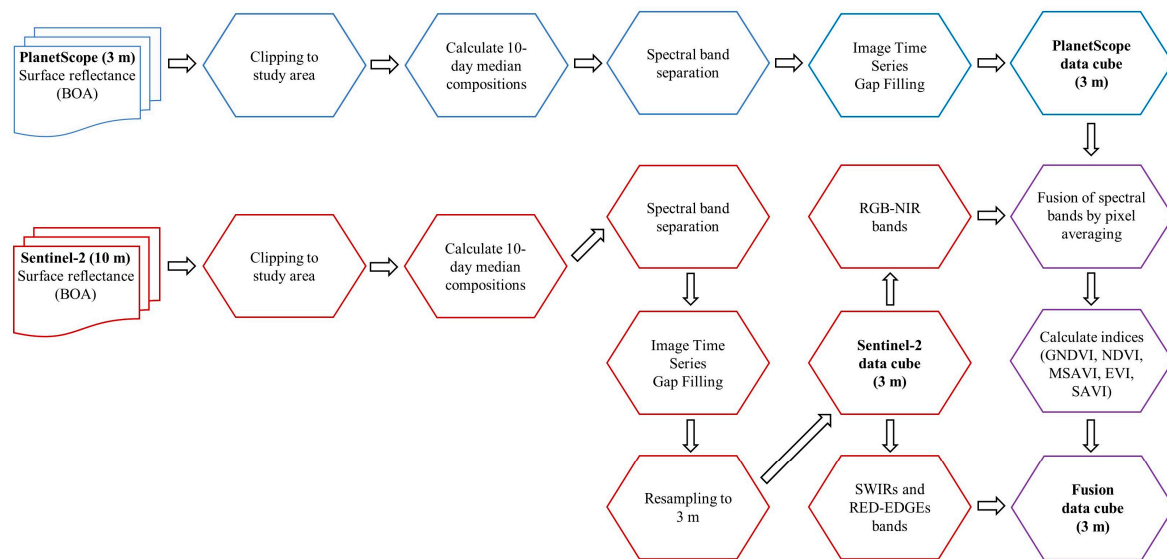 PlanetScope (3 m)
Surface reflectance
(BOA)
Clipping to
study area
Calculate 10-
day median
compositions
Spectral band
separation
Image Time
Series
Gap Filling
PlanetScope
data cube
(3 m)
Sentinel-2 (10 m)
Surface reflectance
(BOA)
Clipping to
study area
Calculate 10-
day median
compositions
Spectral band
separation
RGB-NIR
bands
Fusion of spectral
bands by pixel
averaging
Image Time
Series
Gap Filling
Sentinel-2
data cube
(3 m)
Calculate indices
(GNDVI, NDVI,
MSAVI, EVI,
SAVI)
Resampling to
3 m
SWIRs and
RED-EDGEs
bands
Fusion
data cube
(3 m)